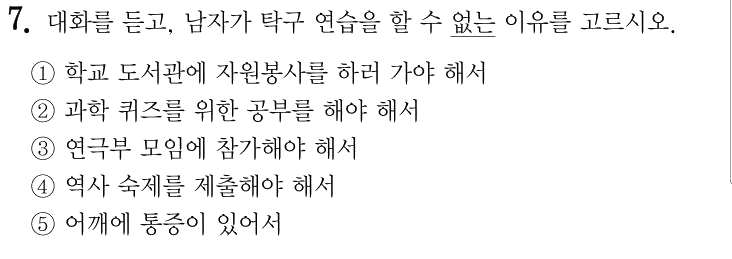 7. 대화를 듣고, 남자가 탁구 연습을 할 수 없는 이유를 고르시오.
① 학교 도서관에 자원봉사를 하러 가야 해서
② 과학 퀴즈를 위한 공부를 해야 해서
③ 연극부 모임에 참가해야 해서
④ 역사 숙제를 제출해야 해서
⑤ 어깨에 통증이 있어서